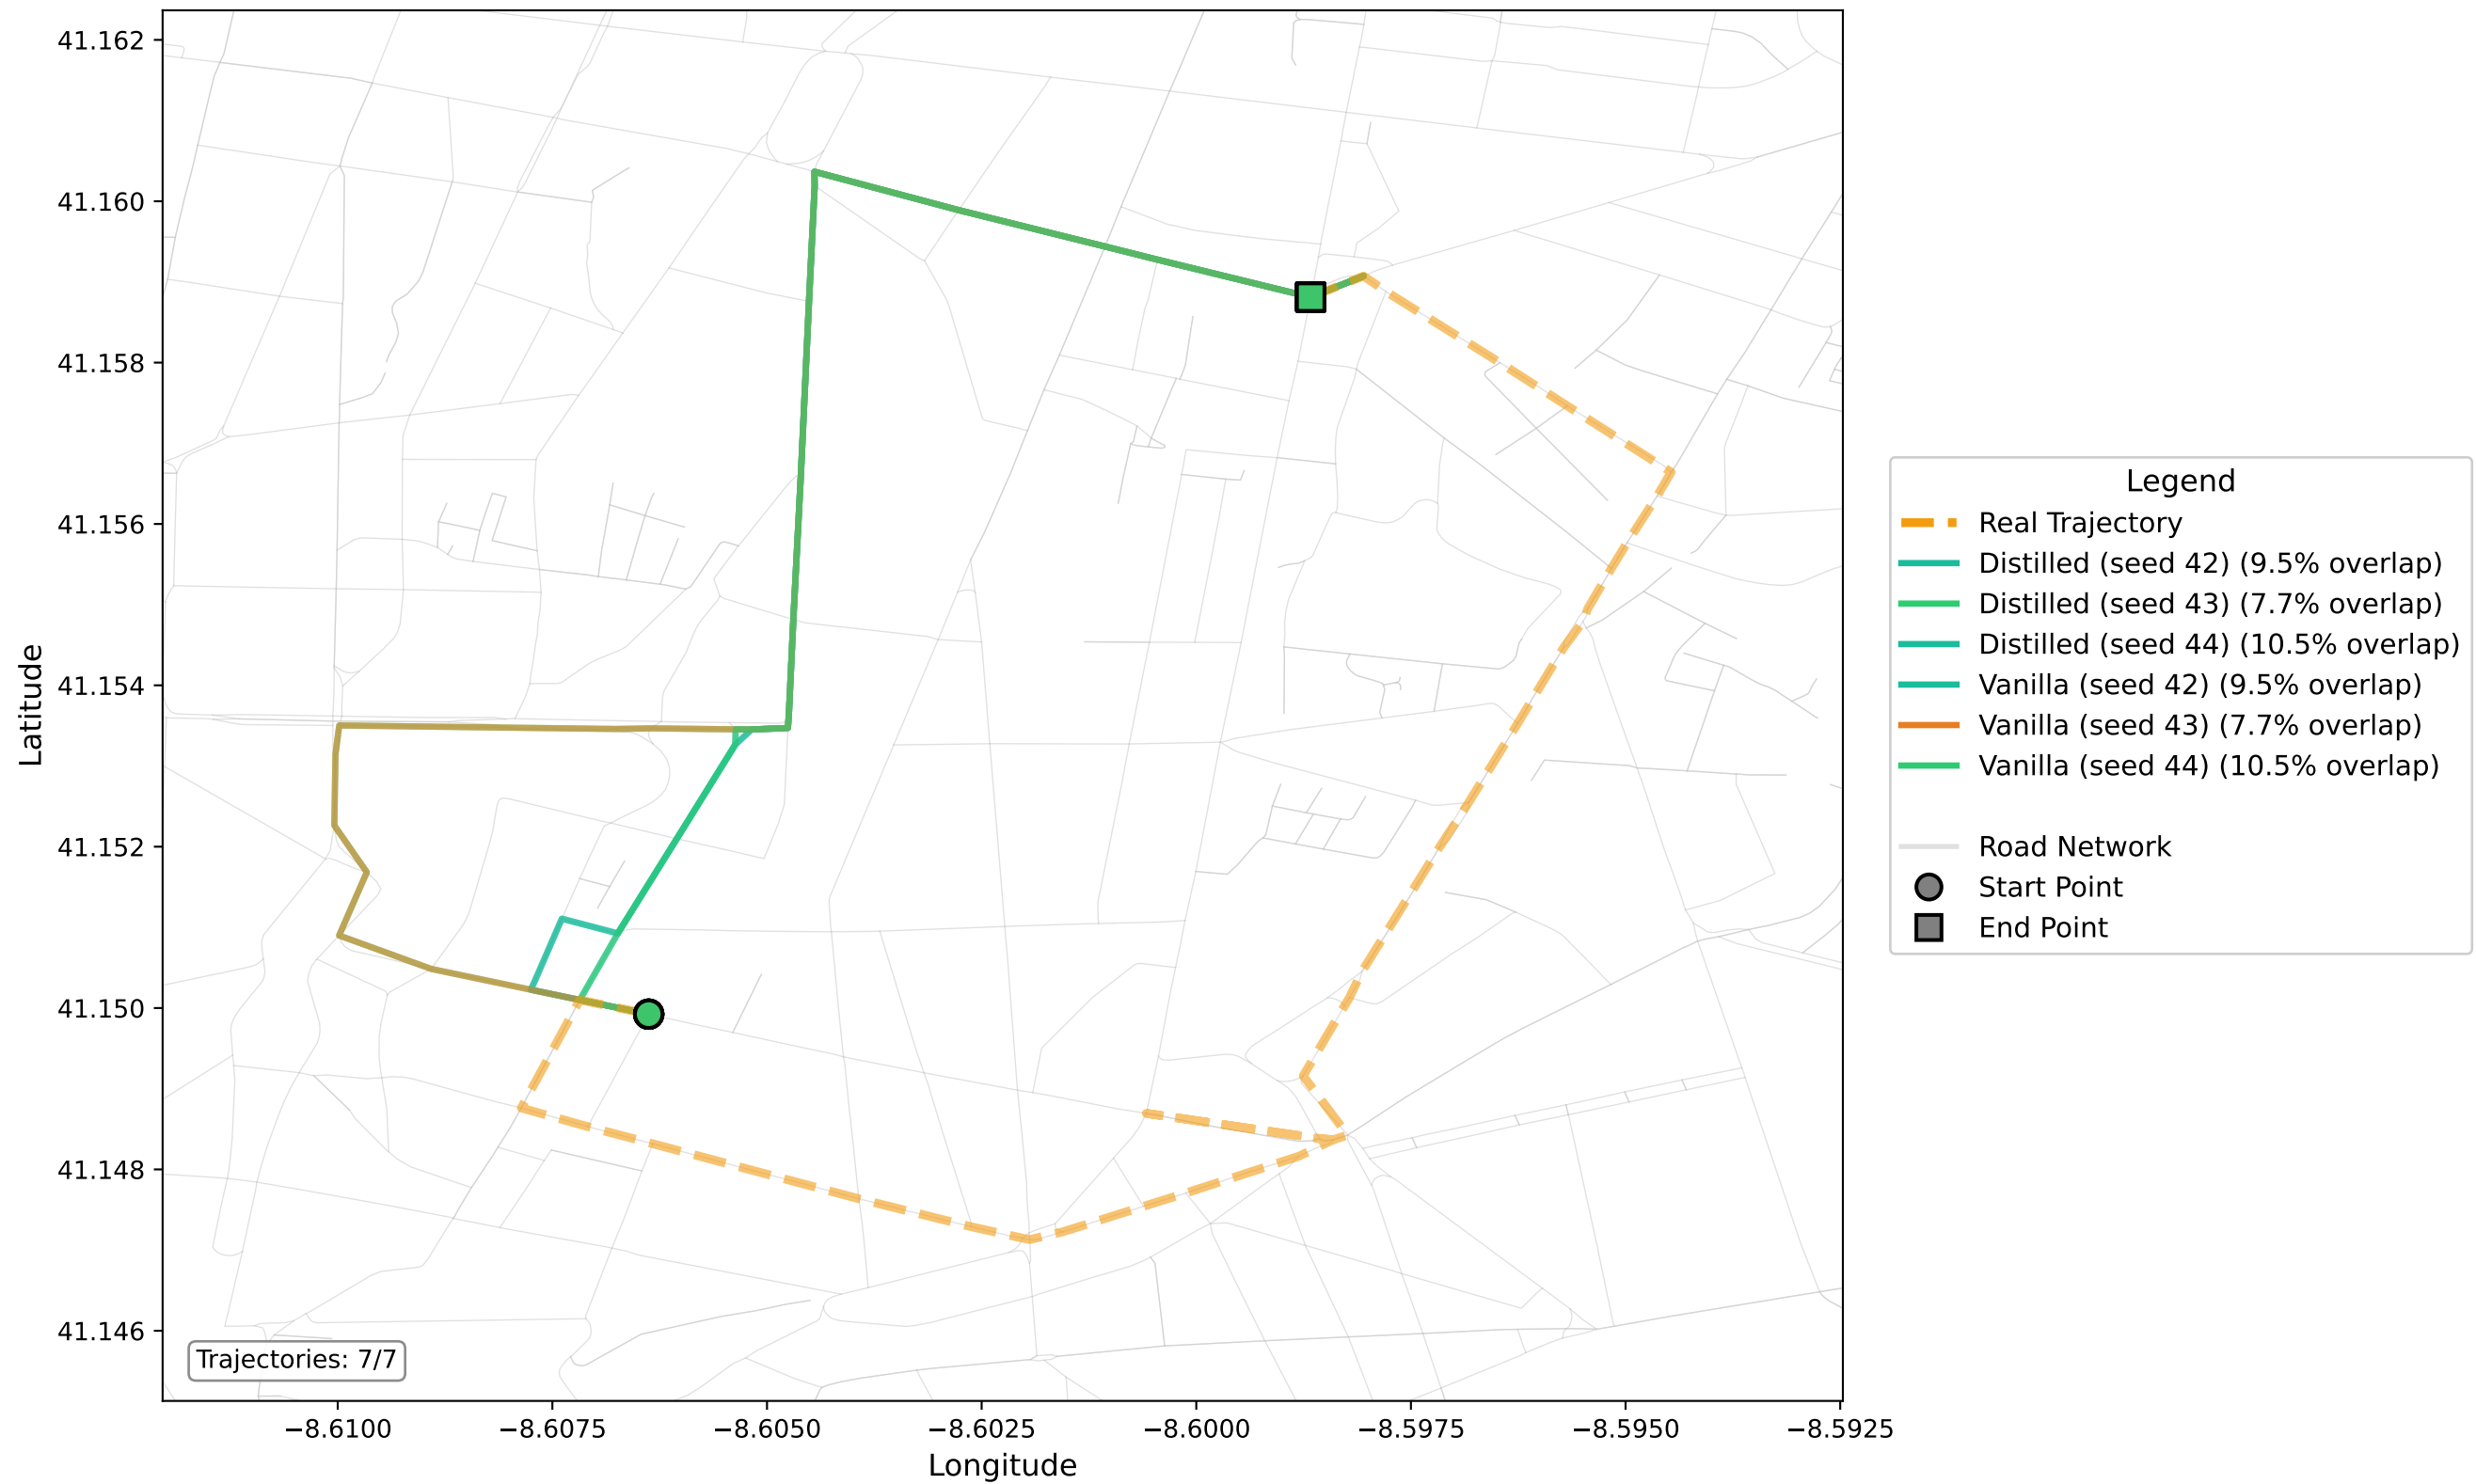 41.162
41.160
41.158
41.156
41.154
41.152
41.150
41.148
41.146
Latitude
−8.6100
−8.6075
−8.6050
−8.6025
−8.6000
−8.5975
−8.5950
−8.5925
Longitude
Trajectories: 7/7
Legend
Real Trajectory
Distilled (seed 42) (9.5% overlap)
Distilled (seed 43) (7.7% overlap)
Distilled (seed 44) (10.5% overlap)
Vanilla (seed 42) (9.5% overlap)
Vanilla (seed 43) (7.7% overlap)
Vanilla (seed 44) (10.5% overlap)
Road Network
Start Point
End Point